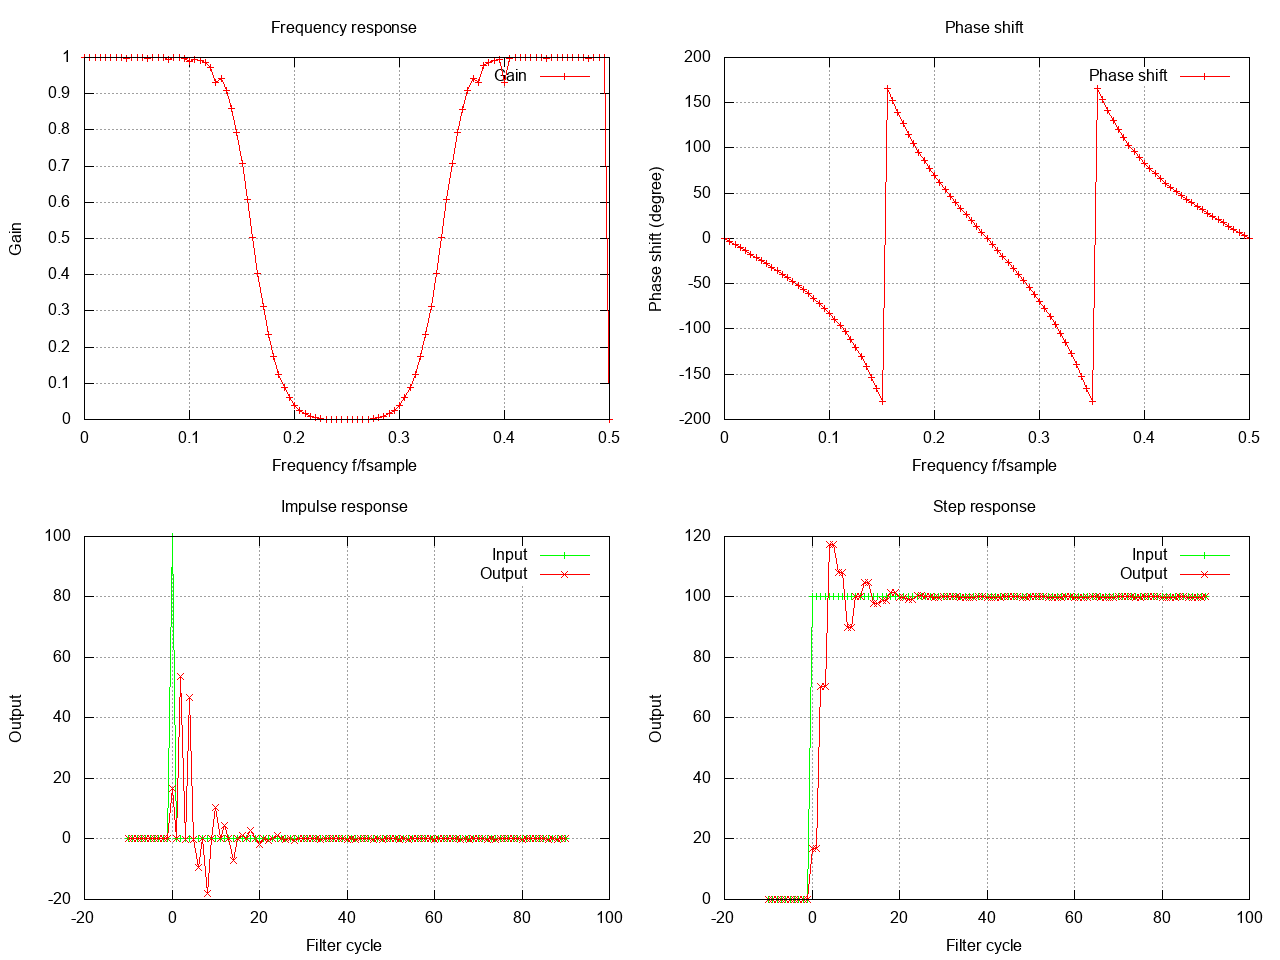 Frequency response
Gain
1
0.9
0.8
0.7
0.6
0.5
0.4
0.3
0.2
0.1
0
Gain
0 0.1 0.2 0.3 0.4 0.5
Frequency f/fsample
Phase shift
Phase shift
200
150
100
50
0
-50
-100
-150
-200
Phase shift (degree)
0 0.1 0.2 0.3 0.4 0.5
Frequency f/fsample
Impulse response
Input
Output
100
80
60
40
20
0
-20
Output
-20 0 20 40 60 80 100
Filter cycle
Step response
Input
Output
120
100
80
60
40
20
0
Output
-20 0 20 40 60 80 100
Filter cycle